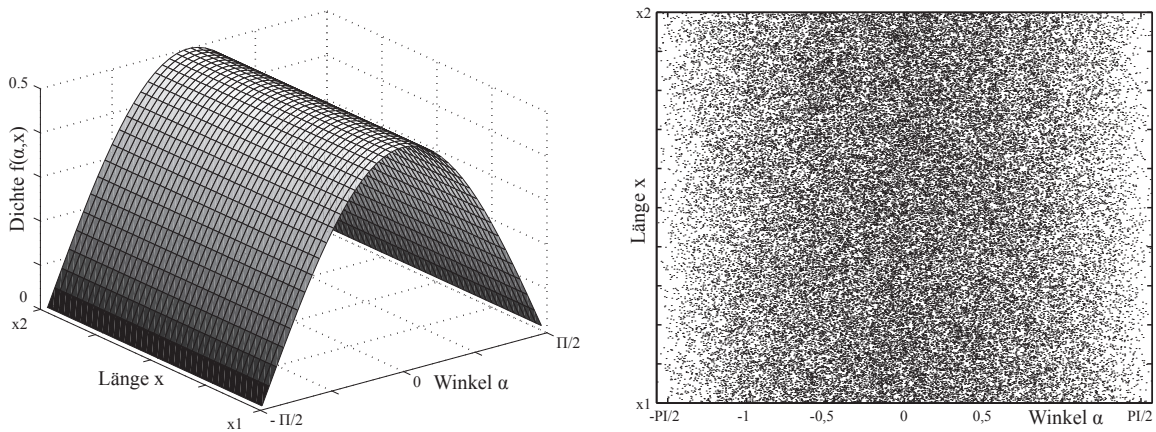 0.5
Dichte f(α,x)
0
x2
Länge x
x1
- Π/2
0
Winkel α
Π/2
x2
Länge x
0
x1
-PI/2
-1
-0,5
0
0,5
Winkel α
PI/2